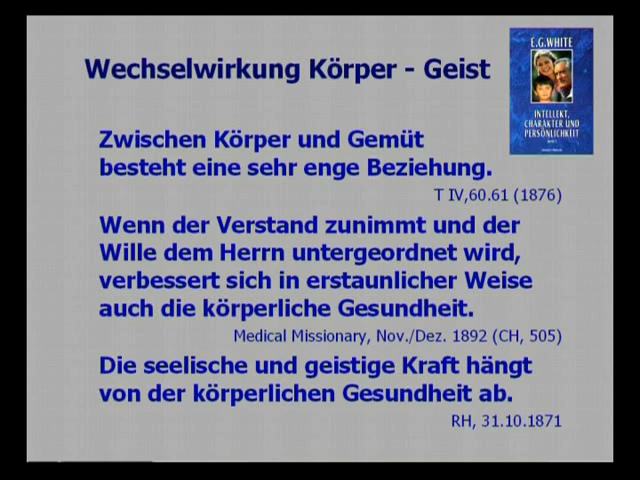 Wechselwirkung Körper - Geist
E.G.WHITE
INTELLEKT,
CHARAKTER UND
PERSÖNLICHKEIT
Zwischen Körper und Gemüt
besteht eine sehr enge Beziehung.
T IV,60.61 (1876)
Wenn der Verstand zunimmt und der
Wille dem Herrn untergeordnet wird,
verbessert sich in erstaunlicher Weise
auch die körperliche Gesundheit.
Medical Missionary, Nov./Dez. 1892 (CH, 505)
Die seelische und geistige Kraft hängt
von der körperlichen Gesundheit ab.
RH, 31.10.1871